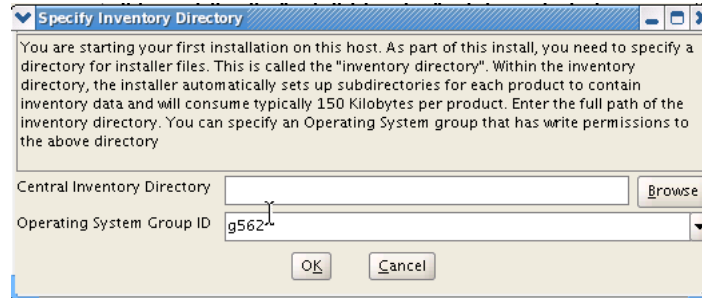 Specify Inventory Directory
You are starting your first installation on this host. As part of this install, you need to specify a
directory for installer files. This is called the "inventory directory". Within the inventory
directory, the installer automatically sets up subdirectories for each product to contain
inventory data and will consume typically 150 Kilobytes per product. Enter the full path of the
inventory directory. You can specify an Operating System group that has write permissions to
the above directory
Central Inventory Directory
Browse
Operating System Group ID
g562
OK
Cancel